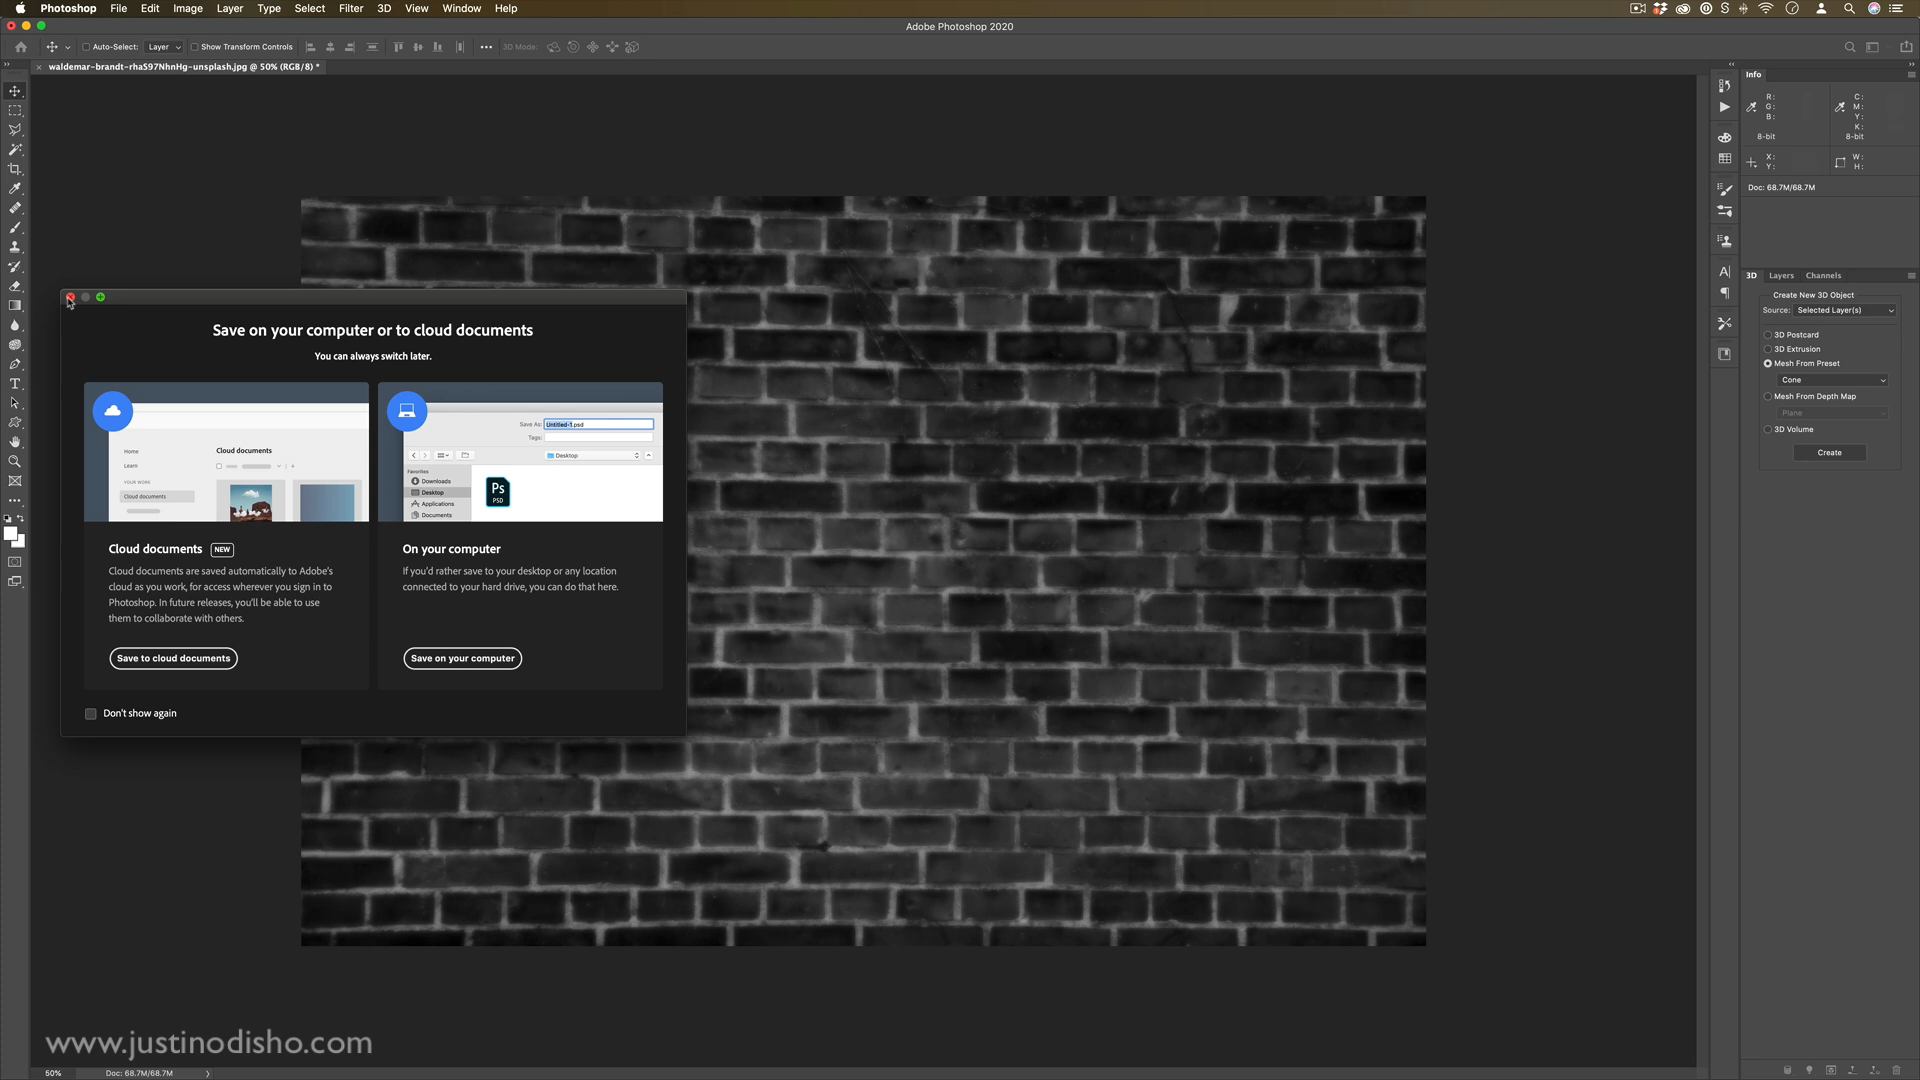 Photoshop File Edit Image Layer Type Select Filter 3D View Window Help
Adobe Photoshop 2020
Auto-Select: Layer Show Transform Controls 3D Mode:
waldemar-brandt-rhaS97NhnHg-unsplash.jpg @ 50% (RGB/8) *
Info
R: C:
G: M:
B: Y:
K:
8-bit 8-bit
X: W:
Y: H:
Doc: 68.7M/68.7M
3D Layers Channels
Create New 3D Object
Source: Selected Layer(s)
3D Postcard
3D Extrusion
Mesh From Preset
Cone
Mesh From Depth Map
Plane
3D Volume
Create
Save on your computer or to cloud documents
You can always switch later.
Home
Learn
YOUR WORK
Cloud documents
Cloud documents
Save As: Untitled-1.psd
Tags:
Desktop
Favorites
Downloads
Desktop
Applications
Documents
Ps
PSD
Cloud documents NEW
Cloud documents are saved automatically to Adobe's
cloud as you work, for access wherever you sign in to
Photoshop. In future releases, you'll be able to use
them to collaborate with others.
Save to cloud documents
On your computer
If you'd rather save to your desktop or any location
connected to your hard drive, you can do that here.
Save on your computer
Don't show again
www.justinodisho.com
50% Doc: 68.7M/68.7M